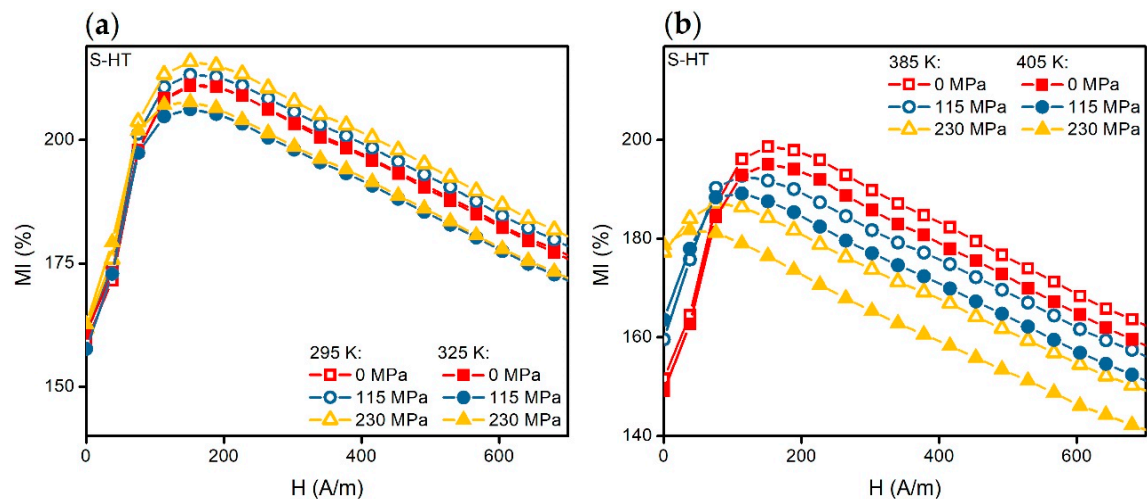 (a)
S-HT
200
175
150
MI (%)
295 K: 325 K:
0 MPa 0 MPa
115 MPa 115 MPa
230 MPa 230 MPa
0 200 400 600
H (A/m)
(b)
S-HT
385 K: 405 K:
0 MPa 0 MPa
115 MPa 115 MPa
230 MPa 230 MPa
200
180
160
140
MI (%)
0 200 400 600
H (A/m)